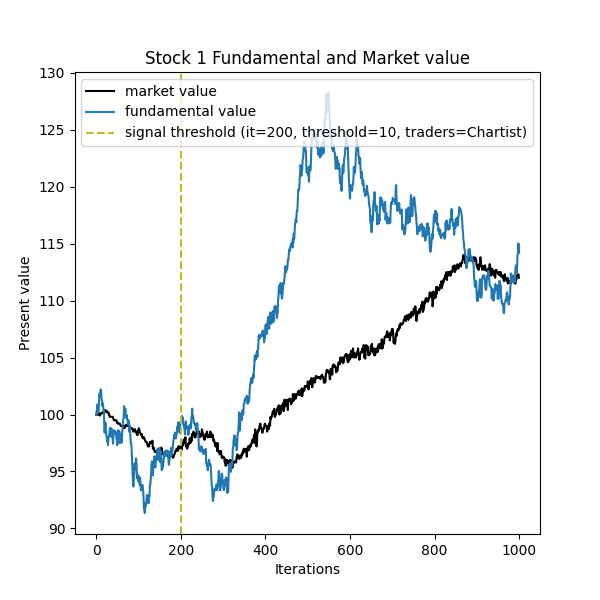 Stock 1 Fundamental and Market value
market value
fundamental value
signal threshold (it=200, threshold=10, traders=Chartist)
130
125
120
115
110
105
100
95
90
Present value
0 200 400 600 800 1000
Iterations